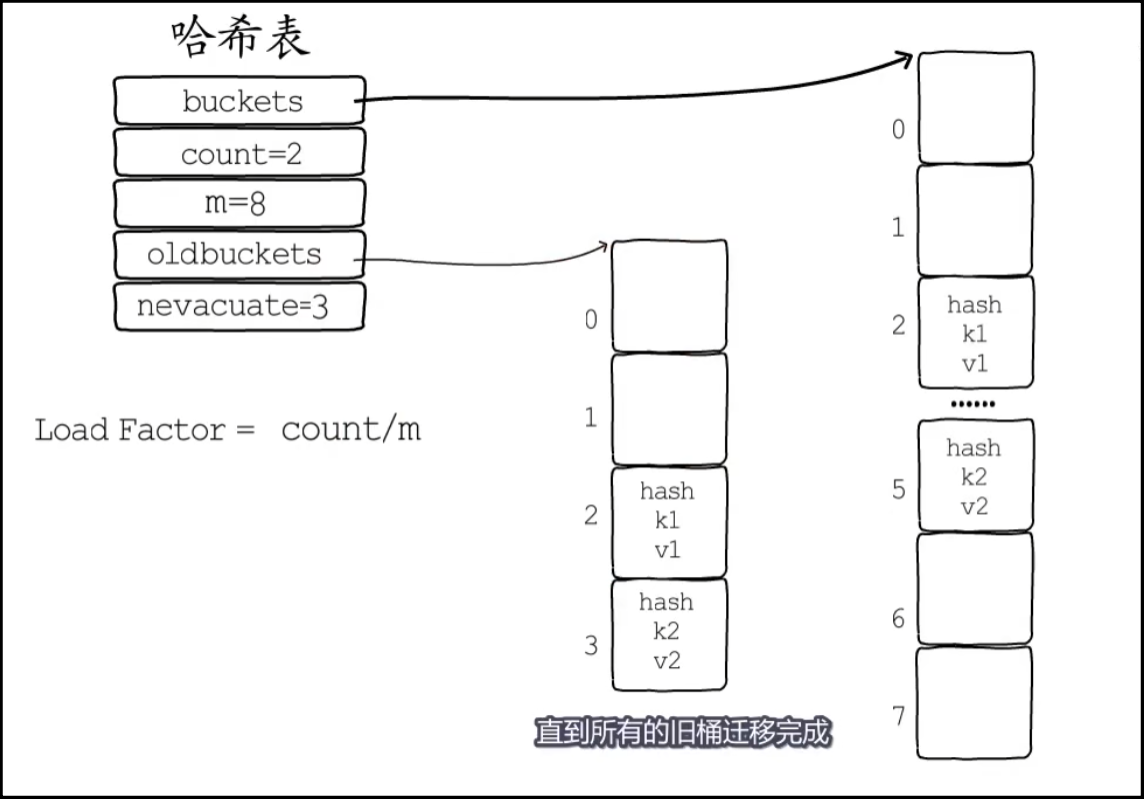 哈希表
buckets
count=2
m=8
oldbuckets
nevacuate=3
Load Factor = count/m
0
1
2
hash
k1
v1
3
hash
k2
v2
0
1
2
hash
k1
v1
......
5
hash
k2
v2
6
7
直到所有的旧桶迁移完成